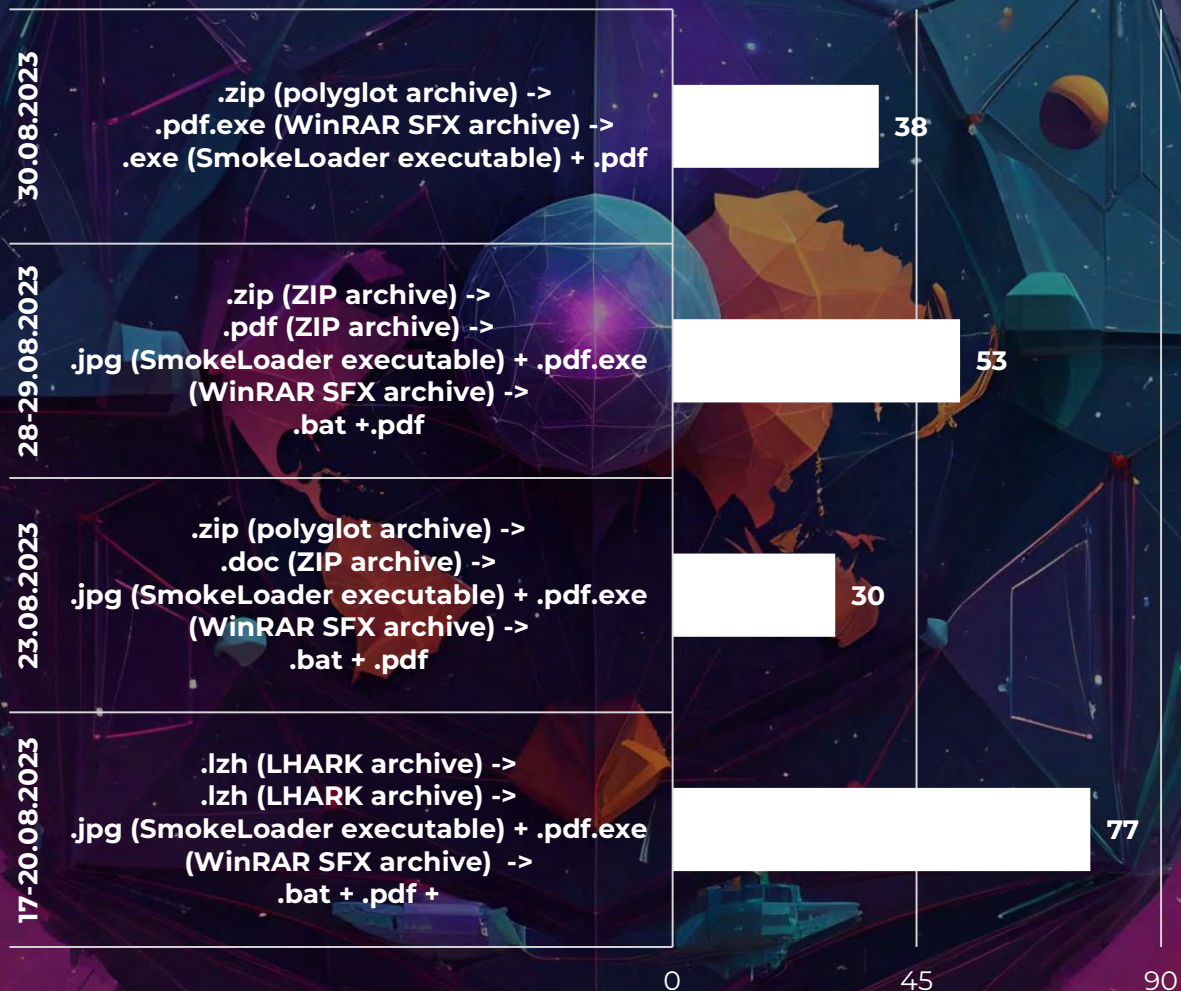 30.08.2023
.zip (polyglot archive) ->
.pdf.exe (WinRAR SFX archive) ->
.exe (SmokeLoader executable) + .pdf
38
28-29.08.2023
.zip (ZIP archive) ->
.pdf (ZIP archive) ->
.jpg (SmokeLoader executable) + .pdf.exe
(WinRAR SFX archive) ->
.bat +.pdf
53
23.08.2023
.zip (polyglot archive) ->
.doc (ZIP archive) ->
.jpg (SmokeLoader executable) + .pdf.exe
(WinRAR SFX archive) ->
.bat + .pdf
30
17-20.08.2023
.lzh (LHARK archive) ->
.lzh (LHARK archive) ->
.jpg (SmokeLoader executable) + .pdf.exe
(WinRAR SFX archive) ->
.bat + .pdf +
77
0 45 90